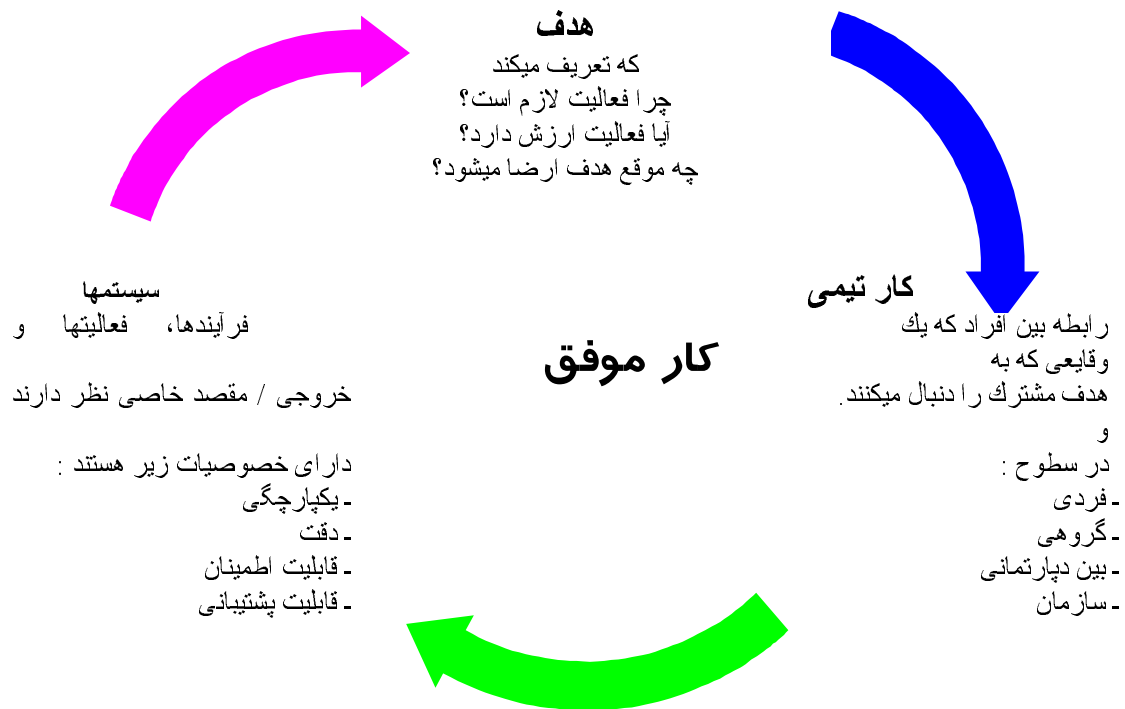 هدف
که تعریف میکند
چرا فعالیت لازم است؟
آیا فعالیت ارزش دارد؟
چه موقع هدف ارضا میشود؟
کار تیمی
رابطه بین افراد که یك
وقایعی که به
هدف مشترك را دنبال میکنند.
و
در سطوح :
ـ فردی
ـ گروهی
ـ بین دپارتمانی
ـ سازمان
کار موفق
سیستمها
فرآیندها، فعالیتها و
خروجی / مقصد خاصی نظر دارند
دارای خصوصیات زیر هستند :
ـ یکپارچگی
ـ دقت
ـ قابلیت اطمینان
ـ قابلیت پشتیبانی